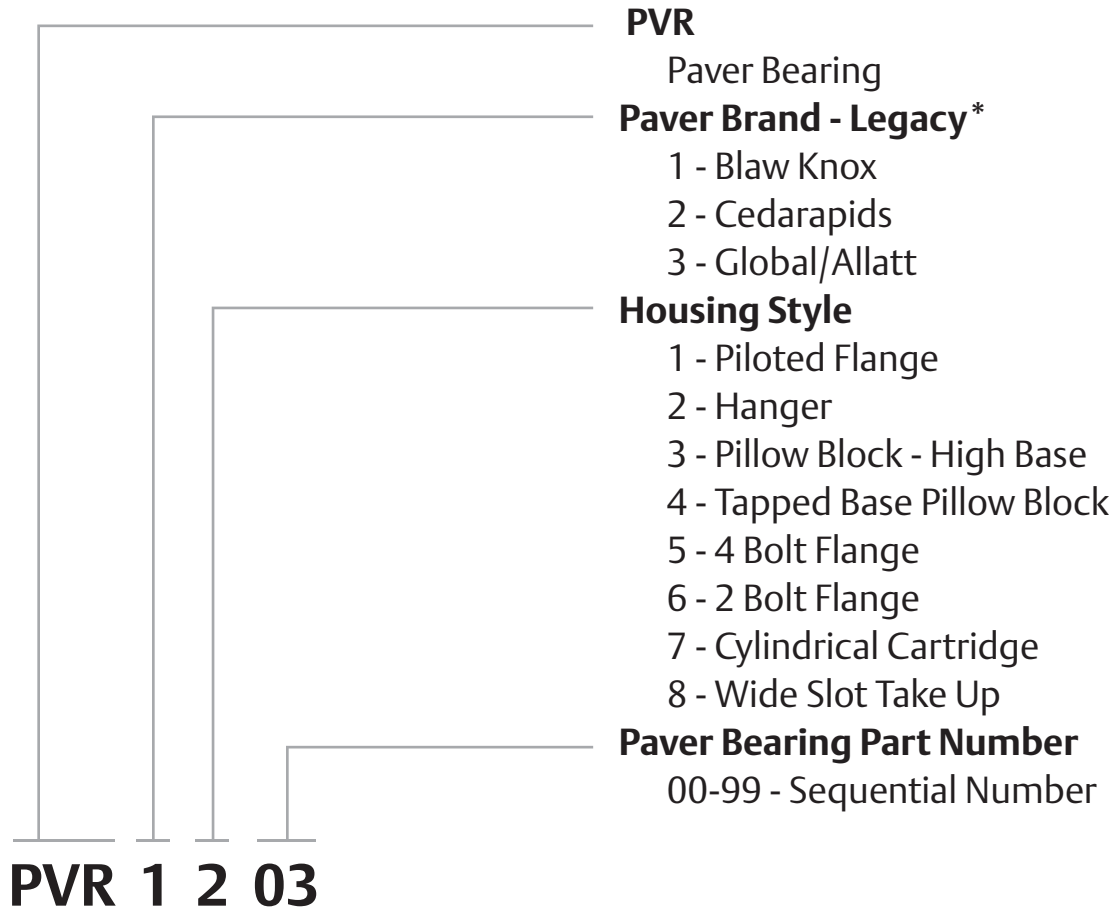 PVR
Paver Bearing
Paver Brand - Legacy*
1 - Blaw Knox
2 - Cedarapids
3 - Global/Allatt
Housing Style
1 - Piloted Flange
2 - Hanger
3 - Pillow Block - High Base
4 - Tapped Base Pillow Block
5 - 4 Bolt Flange
6 - 2 Bolt Flange
7 - Cylindrical Cartridge
8 - Wide Slot Take Up
Paver Bearing Part Number
00-99 - Sequential Number
PVR 1 2 03